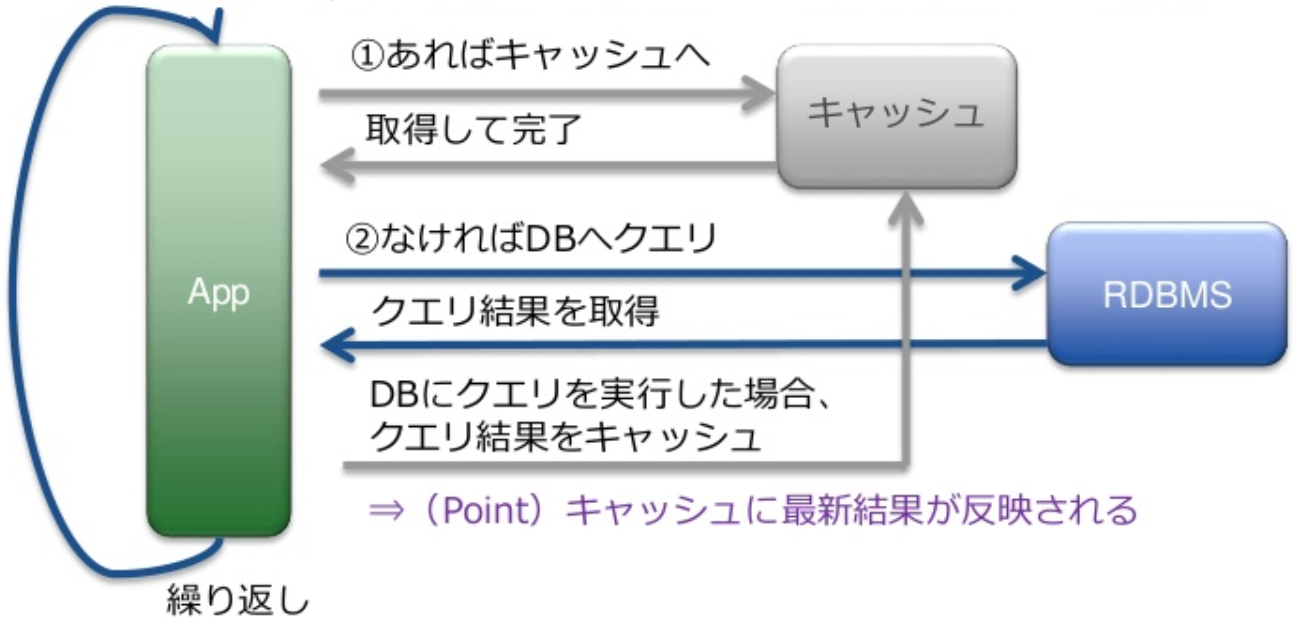 ①あればキャッシュへ
キャッシュ
取得して完了
②なければDBへクエリ
App
RDBMS
クエリ結果を取得
DBにクエリを実行した場合、
クエリ結果をキャッシュ
⇒（Point）キャッシュに最新結果が反映される
繰り返し